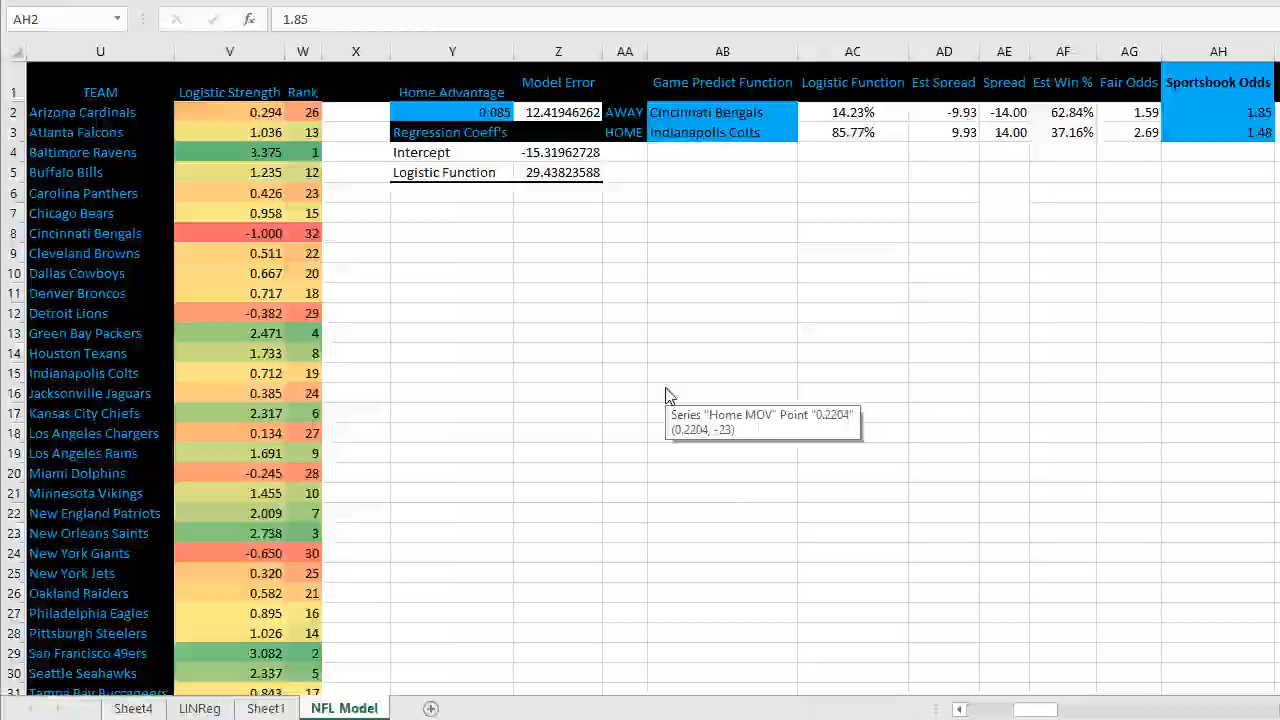 AH2 fx 1.85
U V W X Y Z AA AB AC AD AE AF AG AH
1 TEAM Logistic Strength Rank Home Advantage Model Error Game Predict Function Logistic Function Est Spread Spread Est Win % Fair Odds Sportsbook Odds
2 Arizona Cardinals 0.294 26 0.085 12.41946262 AWAY Cincinnati Bengals 14.23% -9.93 -14.00 62.84% 1.59 1.85
3 Atlanta Falcons 1.036 13 Regression Coeff's HOME Indianapolis Colts 85.77% 9.93 14.00 37.16% 2.69 1.48
4 Baltimore Ravens 3.375 1 Intercept -15.31962728
5 Buffalo Bills 1.235 12 Logistic Function 29.43823588
6 Carolina Panthers 0.426 23
7 Chicago Bears 0.958 15
8 Cincinnati Bengals -1.000 32
9 Cleveland Browns 0.511 22
10 Dallas Cowboys 0.667 20
11 Denver Broncos 0.717 18
12 Detroit Lions -0.382 29
13 Green Bay Packers 2.471 4
14 Houston Texans 1.733 8
15 Indianapolis Colts 0.712 19
16 Jacksonville Jaguars 0.385 24
17 Kansas City Chiefs 2.317 6
Series "Home MOV" Point "0.2204"
(0.2204, -23)
18 Los Angeles Chargers 0.134 27
19 Los Angeles Rams 1.691 9
20 Miami Dolphins -0.245 28
21 Minnesota Vikings 1.455 10
22 New England Patriots 2.009 7
23 New Orleans Saints 2.738 3
24 New York Giants -0.650 30
25 New York Jets 0.320 25
26 Oakland Raiders 0.582 21
27 Philadelphia Eagles 0.895 16
28 Pittsburgh Steelers 1.026 14
29 San Francisco 49ers 3.082 2
30 Seattle Seahawks 2.337 5
31 Tampa Bay Buccaneers 0.843 17
Sheet4 LINReg Sheet1 NFL Model